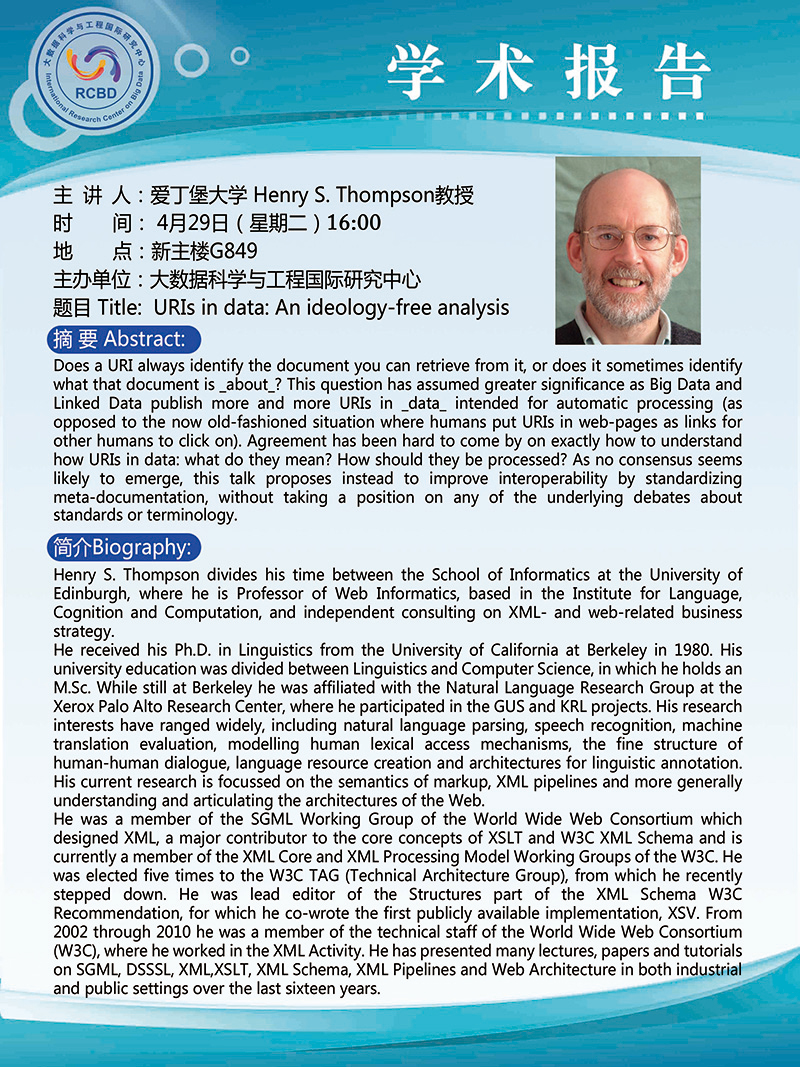 大数据科学与工程国际研究中心
RCBD
International Research Center on Big Data
学术报告
主 讲 人：爱丁堡大学 Henry S. Thompson教授
时 间： 4月29日（星期二）16:00
地 点：新主楼G849
主办单位：大数据科学与工程国际研究中心
题目 Title: URIs in data: An ideology-free analysis
摘 要 Abstract:
Does a URI always identify the document you can retrieve from it, or does it sometimes identify
what that document is _about_? This question has assumed greater significance as Big Data and
Linked Data publish more and more URIs in _data_ intended for automatic processing (as
opposed to the now old-fashioned situation where humans put URIs in web-pages as links for
other humans to click on). Agreement has been hard to come by on exactly how to understand
how URIs in data: what do they mean? How should they be processed? As no consensus seems
likely to emerge, this talk proposes instead to improve interoperability by standardizing
meta-documentation, without taking a position on any of the underlying debates about
standards or terminology.
简介Biography:
Henry S. Thompson divides his time between the School of Informatics at the University of
Edinburgh, where he is Professor of Web Informatics, based in the Institute for Language,
Cognition and Computation, and independent consulting on XML- and web-related business
strategy.
He received his Ph.D. in Linguistics from the University of California at Berkeley in 1980. His
university education was divided between Linguistics and Computer Science, in which he holds an
M.Sc. While still at Berkeley he was affiliated with the Natural Language Research Group at the
Xerox Palo Alto Research Center, where he participated in the GUS and KRL projects. His research
interests have ranged widely, including natural language parsing, speech recognition, machine
translation evaluation, modelling human lexical access mechanisms, the fine structure of
human-human dialogue, language resource creation and architectures for linguistic annotation.
His current research is focussed on the semantics of markup, XML pipelines and more generally
understanding and articulating the architectures of the Web.
He was a member of the SGML Working Group of the World Wide Web Consortium which
designed XML, a major contributor to the core concepts of XSLT and W3C XML Schema and is
currently a member of the XML Core and XML Processing Model Working Groups of the W3C. He
was elected five times to the W3C TAG (Technical Architecture Group), from which he recently
stepped down. He was lead editor of the Structures part of the XML Schema W3C
Recommendation, for which he co-wrote the first publicly available implementation, XSV. From
2002 through 2010 he was a member of the technical staff of the World Wide Web Consortium
(W3C), where he worked in the XML Activity. He has presented many lectures, papers and tutorials
on SGML, DSSSL, XML,XSLT, XML Schema, XML Pipelines and Web Architecture in both industrial
and public settings over the last sixteen years.